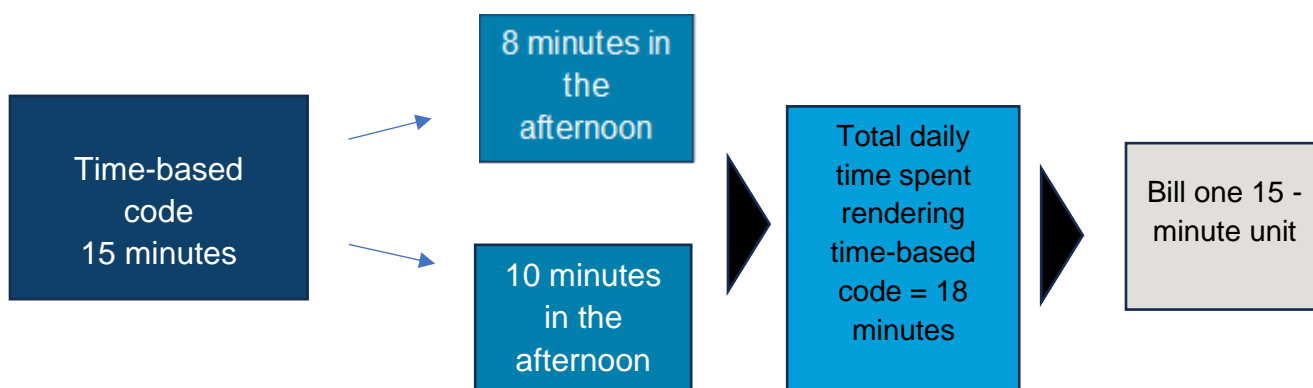 Time-based
code
15 minutes
8 minutes in
the
afternoon
10 minutes
in the
afternoon
Total daily
time spent
rendering
time-based
code = 18
minutes
Bill one 15 -
minute unit